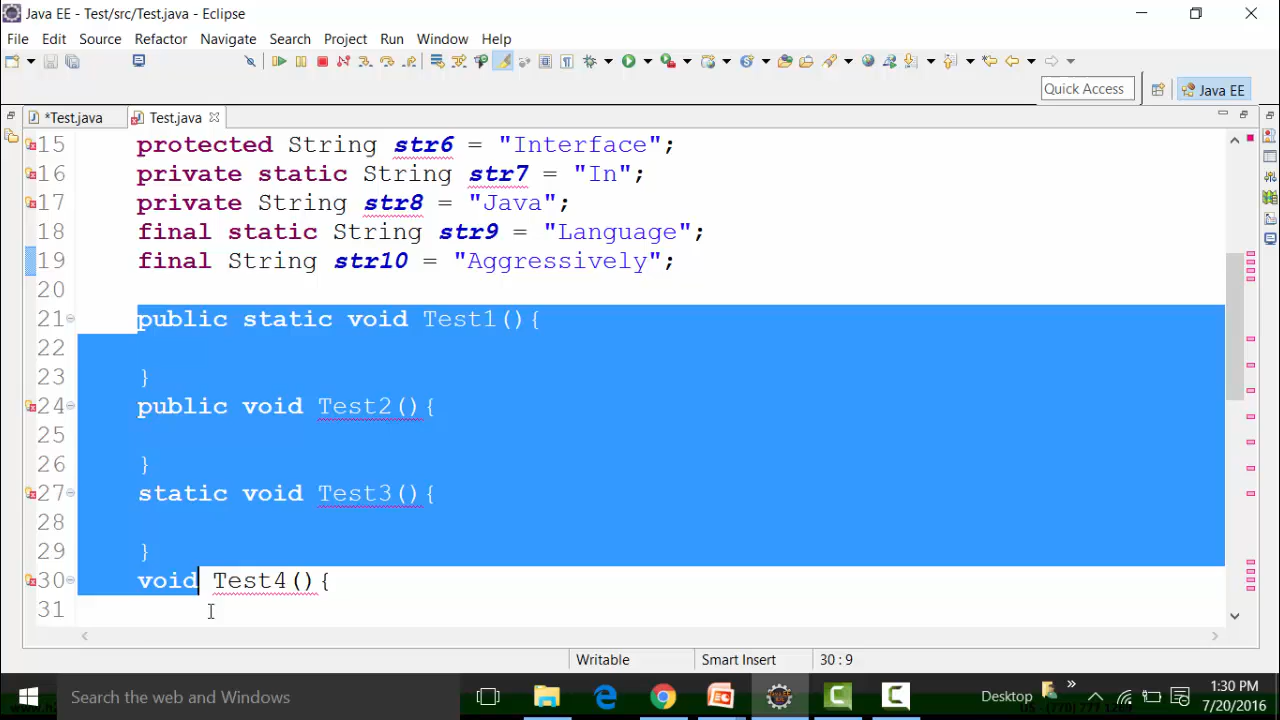 Java EE - Test/src/Test.java - Eclipse
File Edit Source Refactor Navigate Search Project Run Window Help
Quick Access Java EE
*Test.java Test.java
15 protected String str6 = "Interface";
16 private static String str7 = "In";
17 private String str8 = "Java";
18 final static String str9 = "Language";
19 final String str10 = "Aggressively";
20
21 public static void Test1(){
22
23 }
24 public void Test2(){
25
26 }
27 static void Test3(){
28
29 }
30 void Test4(){
31
Writable Smart Insert 30 : 9
Search the web and Windows
Desktop
1:30 PM
7/20/2016